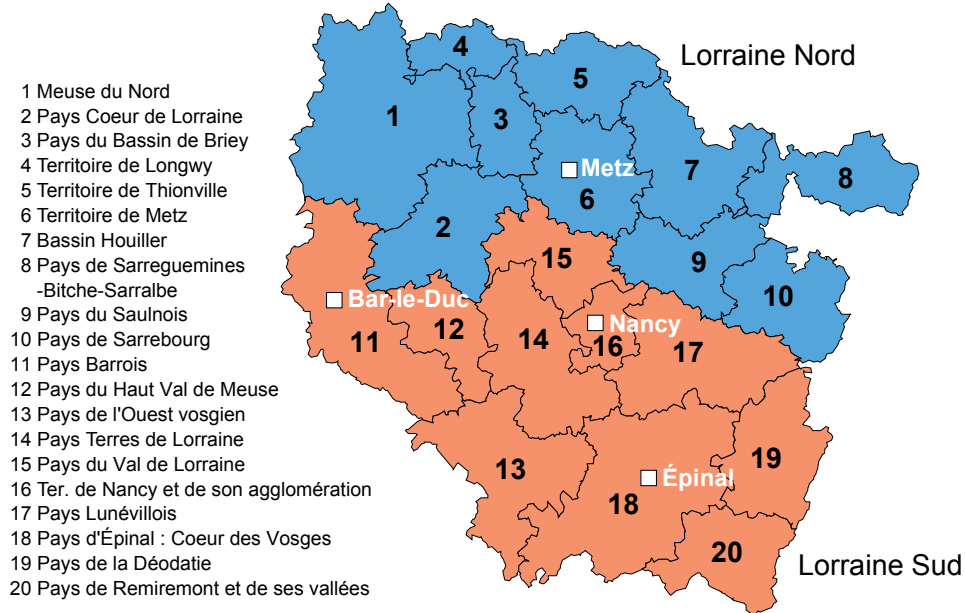 Lorraine Nord
1 Meuse du Nord
2 Pays Coeur de Lorraine
3 Pays du Bassin de Briey
4 Territoire de Longwy
5 Territoire de Thionville
6 Territoire de Metz
7 Bassin Houiller
8 Pays de Sarreguemines
-Bitche-Sarralbe
9 Pays du Saulnois
10 Pays de Sarrebourg
11 Pays Barrois
12 Pays du Haut Val de Meuse
13 Pays de l'Ouest vosgien
14 Pays Terres de Lorraine
15 Pays du Val de Lorraine
16 Ter. de Nancy et de son agglomération
17 Pays Lunévillois
18 Pays d'Épinal : Coeur des Vosges
19 Pays de la Déodatie
20 Pays de Remiremont et de ses vallées
4
5
1
3
Metz
7
8
6
2
15
9
10
Bar-le-Duc
Nancy
11
12
14
16
17
13
19
Épinal
18
20
Lorraine Sud